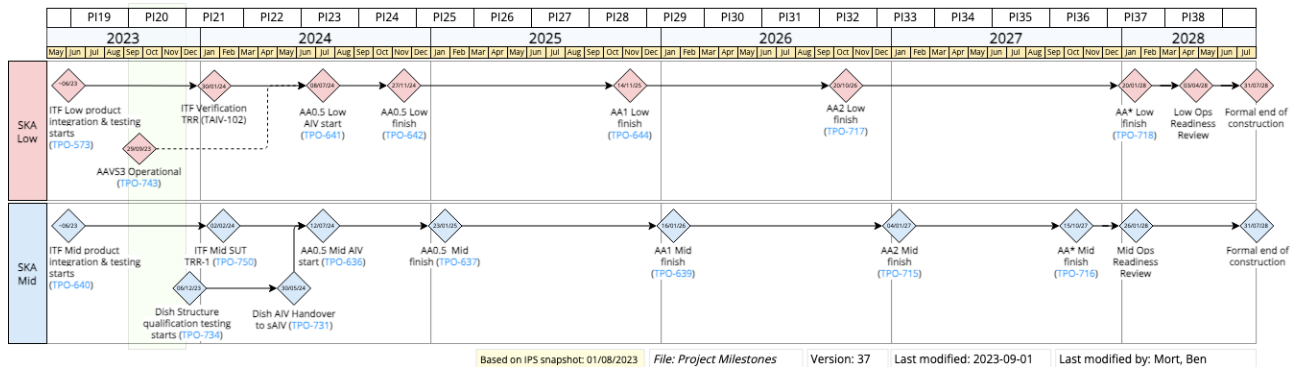 PI19 PI20 PI21 PI22 PI23 PI24 PI25 PI26 PI27 PI28 PI29 PI30 PI31 PI32 PI33 PI34 PI35 PI36 PI37 PI38
2023 2024 2025 2026 2027 2028
May Jun Jul Aug Sep Oct Nov Dec Jan Feb Mar Apr May Jun Jul Aug Sep Oct Nov Dec Jan Feb Mar Apr May Jun Jul Aug Sep Oct Nov Dec Jan Feb Mar Apr May Jun Jul Aug Sep Oct Nov Dec Jan Feb Mar Apr May Jun Jul Aug Sep Oct Nov Dec Jan Feb Mar Apr May Jun Jul
SKA
Low
~06/23
ITF Low product
integration & testing
starts
(TPO-573)
30/01/24
ITF Verification
TRR (TAIV-102)
08/07/24
AA0.5 Low
AIV start
(TPO-641)
27/11/24
AA0.5 Low
finish
(TPO-642)
14/11/25
AA1 Low
finish
(TPO-644)
20/10/26
AA2 Low
finish
(TPO-717)
20/01/28
AA* Low
finish
(TPO-718)
03/04/28
Low Ops
Readiness
Review
31/07/28
Formal end of
construction
29/09/23
AAVS3 Operational
(TPO-743)
SKA
Mid
~06/23
ITF Mid product
integration & testing
starts
(TPO-640)
02/02/24
ITF Mid SUT
TRR-1 (TPO-750)
12/07/24
AA0.5 Mid AIV
start (TPO-636)
23/01/25
AA0.5 Mid
finish (TPO-637)
16/01/26
AA1 Mid
finish
(TPO-639)
04/01/27
AA2 Mid
finish
(TPO-715)
15/10/27
AA* Mid
finish
(TPO-716)
26/01/28
Mid Ops
Readiness
Review
31/07/28
Formal end of
construction
06/12/23
Dish Structure
qualification testing
starts (TPO-734)
30/05/24
Dish AIV Handover
to sAIV (TPO-731)
Based on IPS snapshot: 01/08/2023
File: Project Milestones
Version: 37
Last modified: 2023-09-01
Last modified by: Mort, Ben